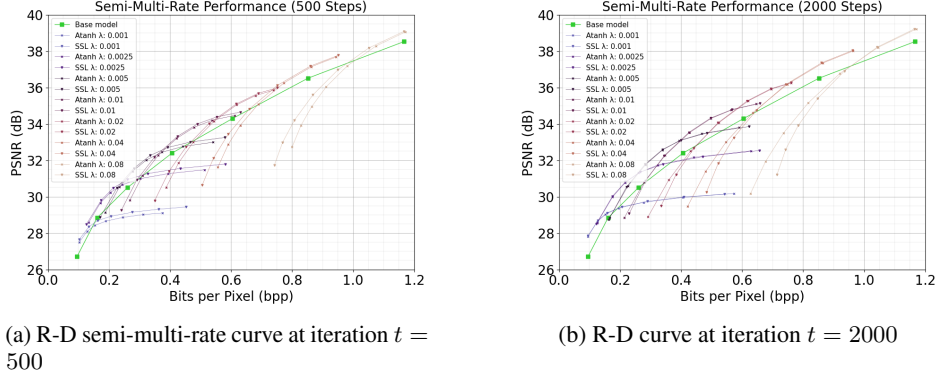 Semi-Multi-Rate Performance (500 Steps)
PSNR (dB)
40
38
36
34
32
30
28
26
Base model
Atanh λ: 0.001
SSL λ: 0.001
Atanh λ: 0.0025
SSL λ: 0.0025
Atanh λ: 0.005
SSL λ: 0.005
Atanh λ: 0.01
SSL λ: 0.01
Atanh λ: 0.02
SSL λ: 0.02
Atanh λ: 0.04
SSL λ: 0.04
Atanh λ: 0.08
SSL λ: 0.08
0.0 0.2 0.4 0.6 0.8 1.0 1.2
Bits per Pixel (bpp)
(a) R-D semi-multi-rate curve at iteration t =
500
Semi-Multi-Rate Performance (2000 Steps)
PSNR (dB)
40
38
36
34
32
30
28
26
Base model
Atanh λ: 0.001
SSL λ: 0.001
Atanh λ: 0.0025
SSL λ: 0.0025
Atanh λ: 0.005
SSL λ: 0.005
Atanh λ: 0.01
SSL λ: 0.01
Atanh λ: 0.02
SSL λ: 0.02
Atanh λ: 0.04
SSL λ: 0.04
Atanh λ: 0.08
SSL λ: 0.08
0.0 0.2 0.4 0.6 0.8 1.0 1.2
Bits per Pixel (bpp)
(b) R-D curve at iteration t = 2000